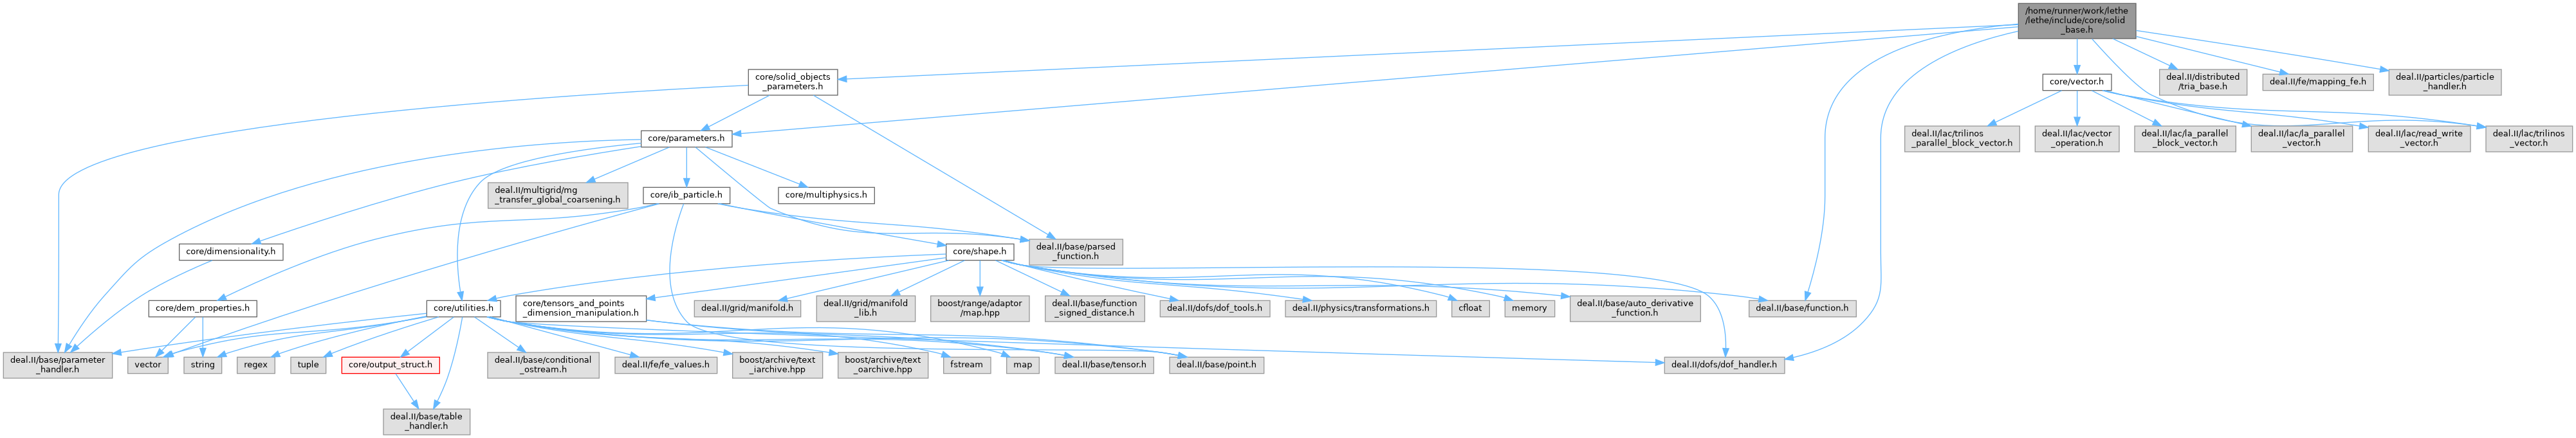 /home/runner/work/lethe
/lethe/include/core/solid
_base.h
core/solid_objects
_parameters.h
core/vector.h
deal.II/distributed
/tria_base.h
deal.II/fe/mapping_fe.h
deal.II/particles/particle
_handler.h
core/parameters.h
deal.II/lac/trilinos
_parallel_block_vector.h
deal.II/lac/vector
_operation.h
deal.II/lac/la_parallel
_block_vector.h
deal.II/lac/la_parallel
_vector.h
deal.II/lac/read_write
_vector.h
deal.II/lac/trilinos
_vector.h
deal.II/multigrid/mg
_transfer_global_coarsening.h
core/ib_particle.h
core/multiphysics.h
core/dimensionality.h
core/shape.h
deal.II/base/parsed
_function.h
core/dem_properties.h
core/utilities.h
core/tensors_and_points
_dimension_manipulation.h
deal.II/grid/manifold.h
deal.II/grid/manifold
_lib.h
boost/range/adaptor
/map.hpp
deal.II/base/function
_signed_distance.h
deal.II/dofs/dof_tools.h
deal.II/physics/transformations.h
cfloat
memory
deal.II/base/auto_derivative
_function.h
deal.II/base/function.h
deal.II/base/parameter
_handler.h
vector
string
regex
tuple
core/output_struct.h
deal.II/base/conditional
_ostream.h
deal.II/fe/fe_values.h
boost/archive/text
_iarchive.hpp
boost/archive/text
_oarchive.hpp
fstream
map
deal.II/base/tensor.h
deal.II/base/point.h
deal.II/dofs/dof_handler.h
deal.II/base/table
_handler.h